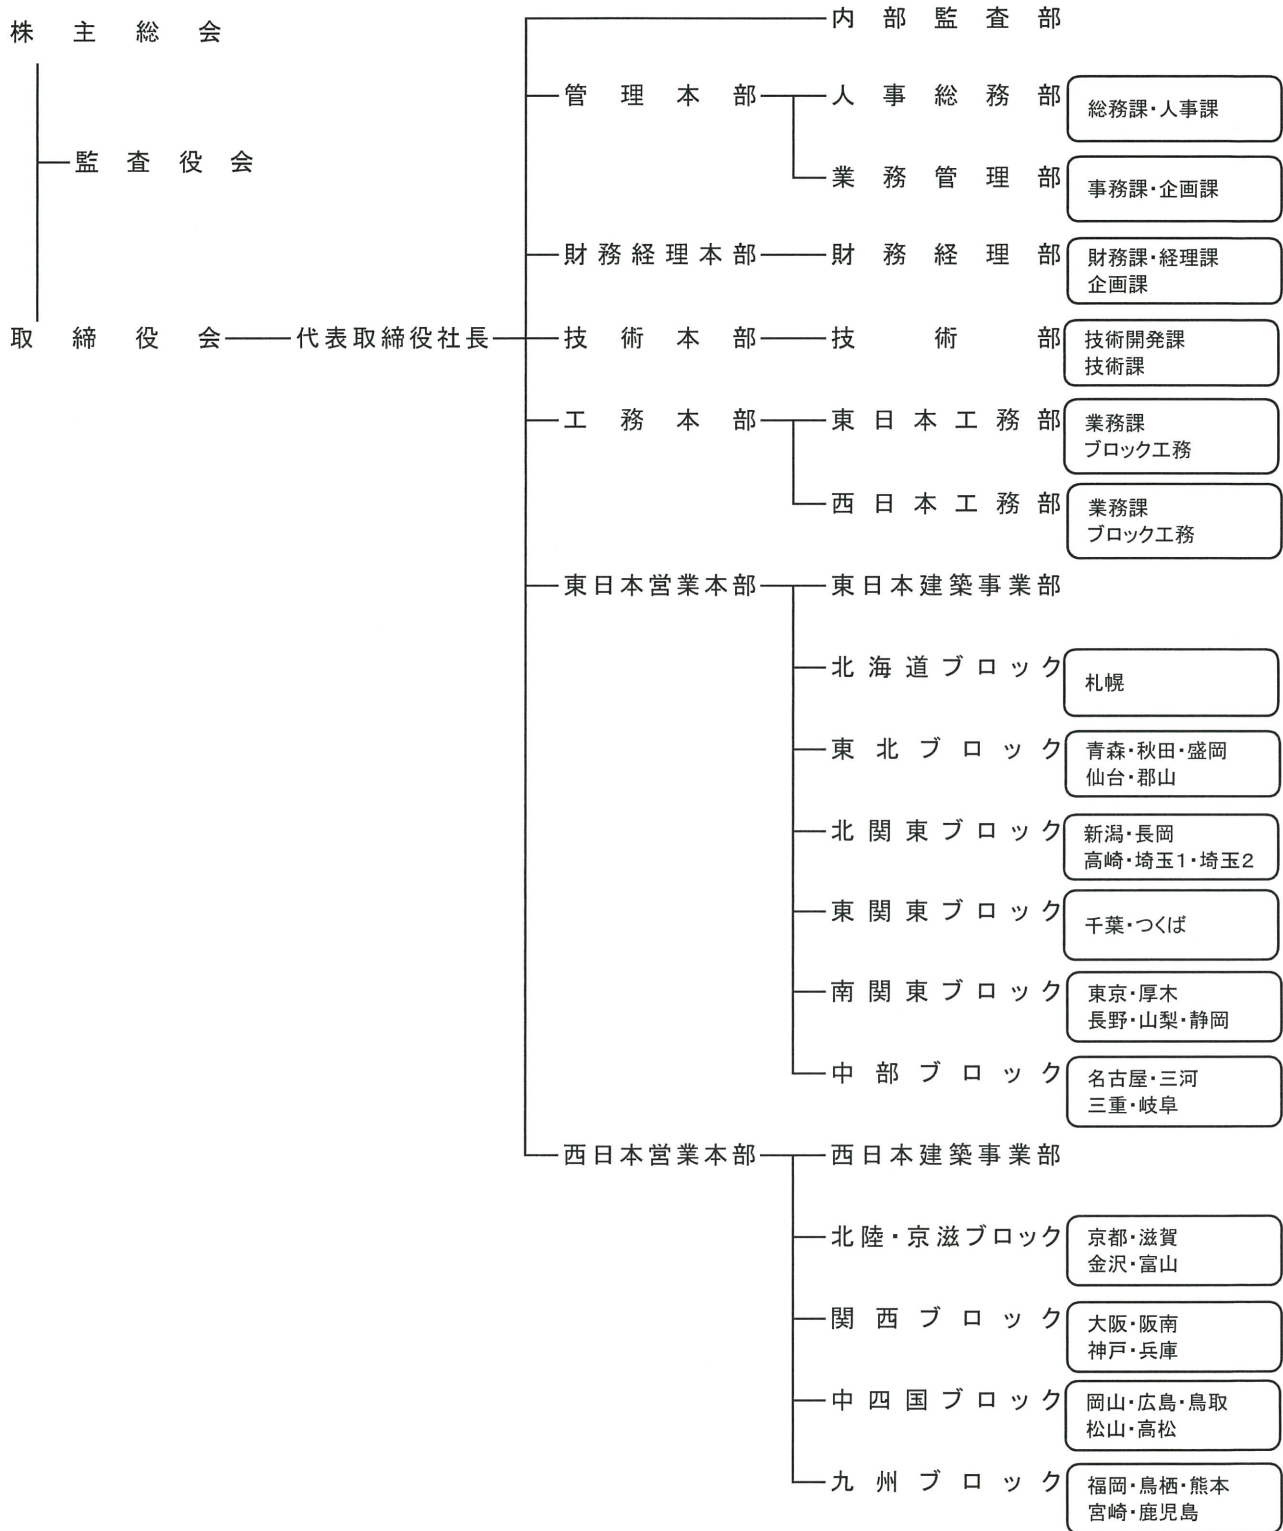 株主総会
監査役会
取締役会
代表取締役社長
内部監査部
管理本部
人事総務部
総務課・人事課
業務管理部
事務課・企画課
財務経理本部
財務経理部
財務課・経理課
企画課
技術本部
技術部
技術開発課
技術課
工務本部
東日本工務部
業務課
ブロック工務
西日本工務部
業務課
ブロック工務
東日本営業本部
東日本建築事業部
北海道ブロック
札幌
東北ブロック
青森・秋田・盛岡
仙台・郡山
北関東ブロック
新潟・長岡
高崎・埼玉1・埼玉2
東関東ブロック
千葉・つくば
南関東ブロック
東京・厚木
長野・山梨・静岡
中部ブロック
名古屋・三河
三重・岐阜
西日本営業本部
西日本建築事業部
北陸・京滋ブロック
京都・滋賀
金沢・富山
関西ブロック
大阪・阪南
神戸・兵庫
中四国ブロック
岡山・広島・鳥取
松山・高松
九州ブロック
福岡・鳥栖・熊本
宮崎・鹿児島